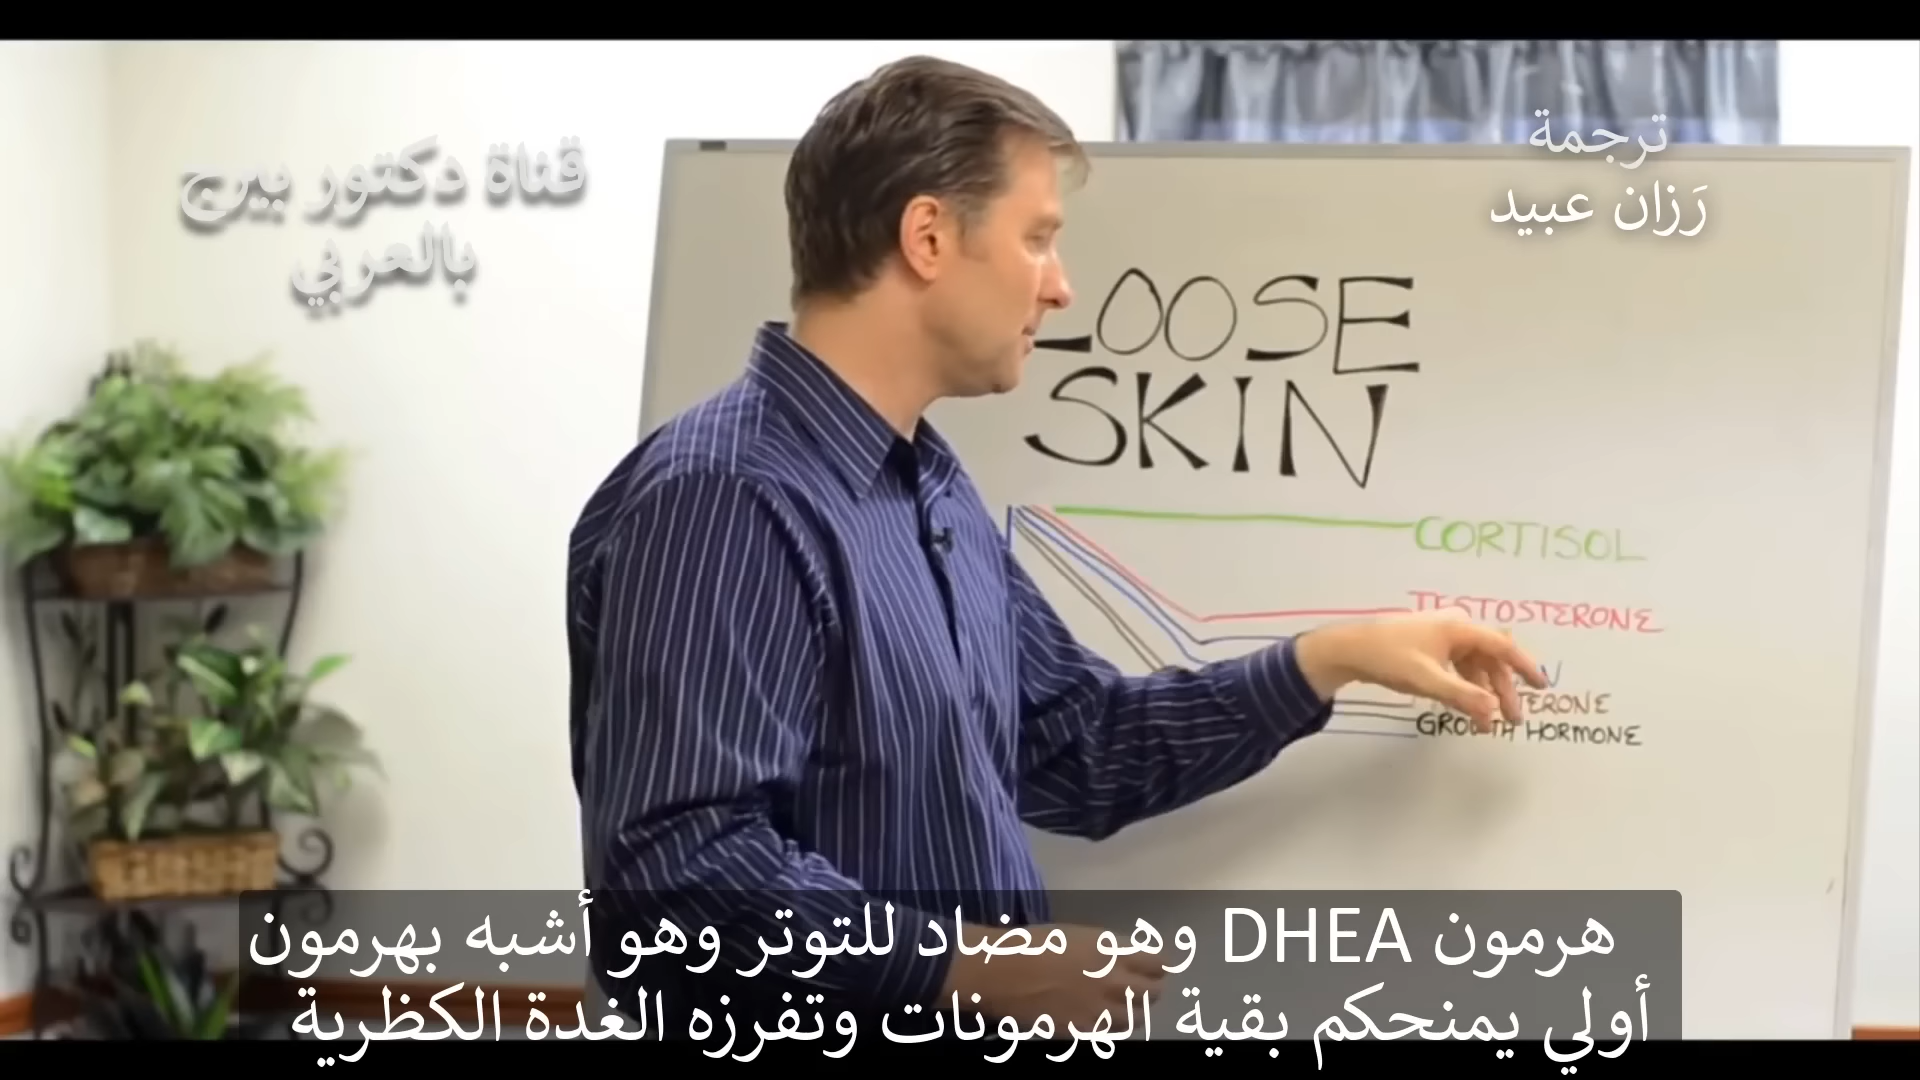 قناة دكتور بيرج
بالعربي
ترجمة
رَزان عبيد
LOOSE
SKIN
CORTISOL
TESTOSTERONE
GROWTH HORMONE
هرمون DHEA وهو مضاد للتوتر وهو أشبه بهرمون
أولي يمنحكم بقية الهرمونات وتفرزه الغدة الكظرية